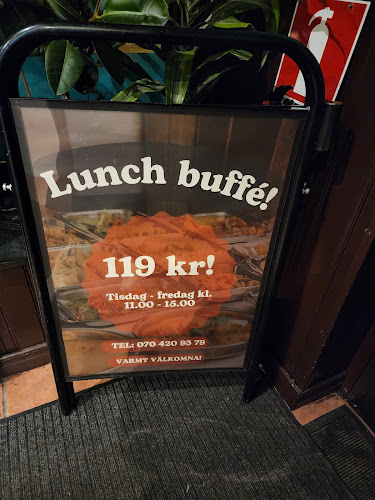 Lunch buffé!
119 kr!
Tisdag - fredag kl.
11.00 - 15.00
TEL: 070 420 93 79
VARMT VÄLKOMNA!